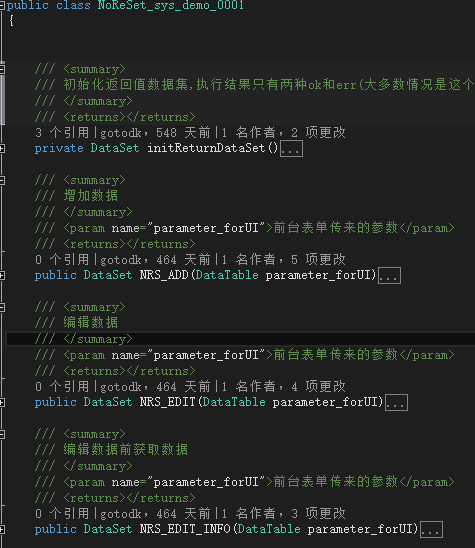 public class NoReSet_sys_demo_0001
{
/// <summary>
/// 初始化返回值数据集,执行结果只有两种ok和err(大多数情况是这个
/// </summary>
/// <returns></returns>
3 个引用|gotodk，548 天前|1 名作者，2 项更改
private DataSet initReturnDataSet()...
/// <summary>
/// 增加数据
/// </summary>
/// <param name="parameter_forUI">前台表单传来的参数</param>
/// <returns></returns>
0 个引用|gotodk，464 天前|1 名作者，5 项更改
public DataSet NRS_ADD(DataTable parameter_forUI)...
/// <summary>
/// 编辑数据
/// </summary>
/// <param name="parameter_forUI">前台表单传来的参数</param>
/// <returns></returns>
0 个引用|gotodk，464 天前|1 名作者，4 项更改
public DataSet NRS_EDIT(DataTable parameter_forUI)...
/// <summary>
/// 编辑数据前获取数据
/// </summary>
/// <param name="parameter_forUI">前台表单传来的参数</param>
/// <returns></returns>
0 个引用|gotodk，464 天前|1 名作者，3 项更改
public DataSet NRS_EDIT_INFO(DataTable parameter_forUI)...